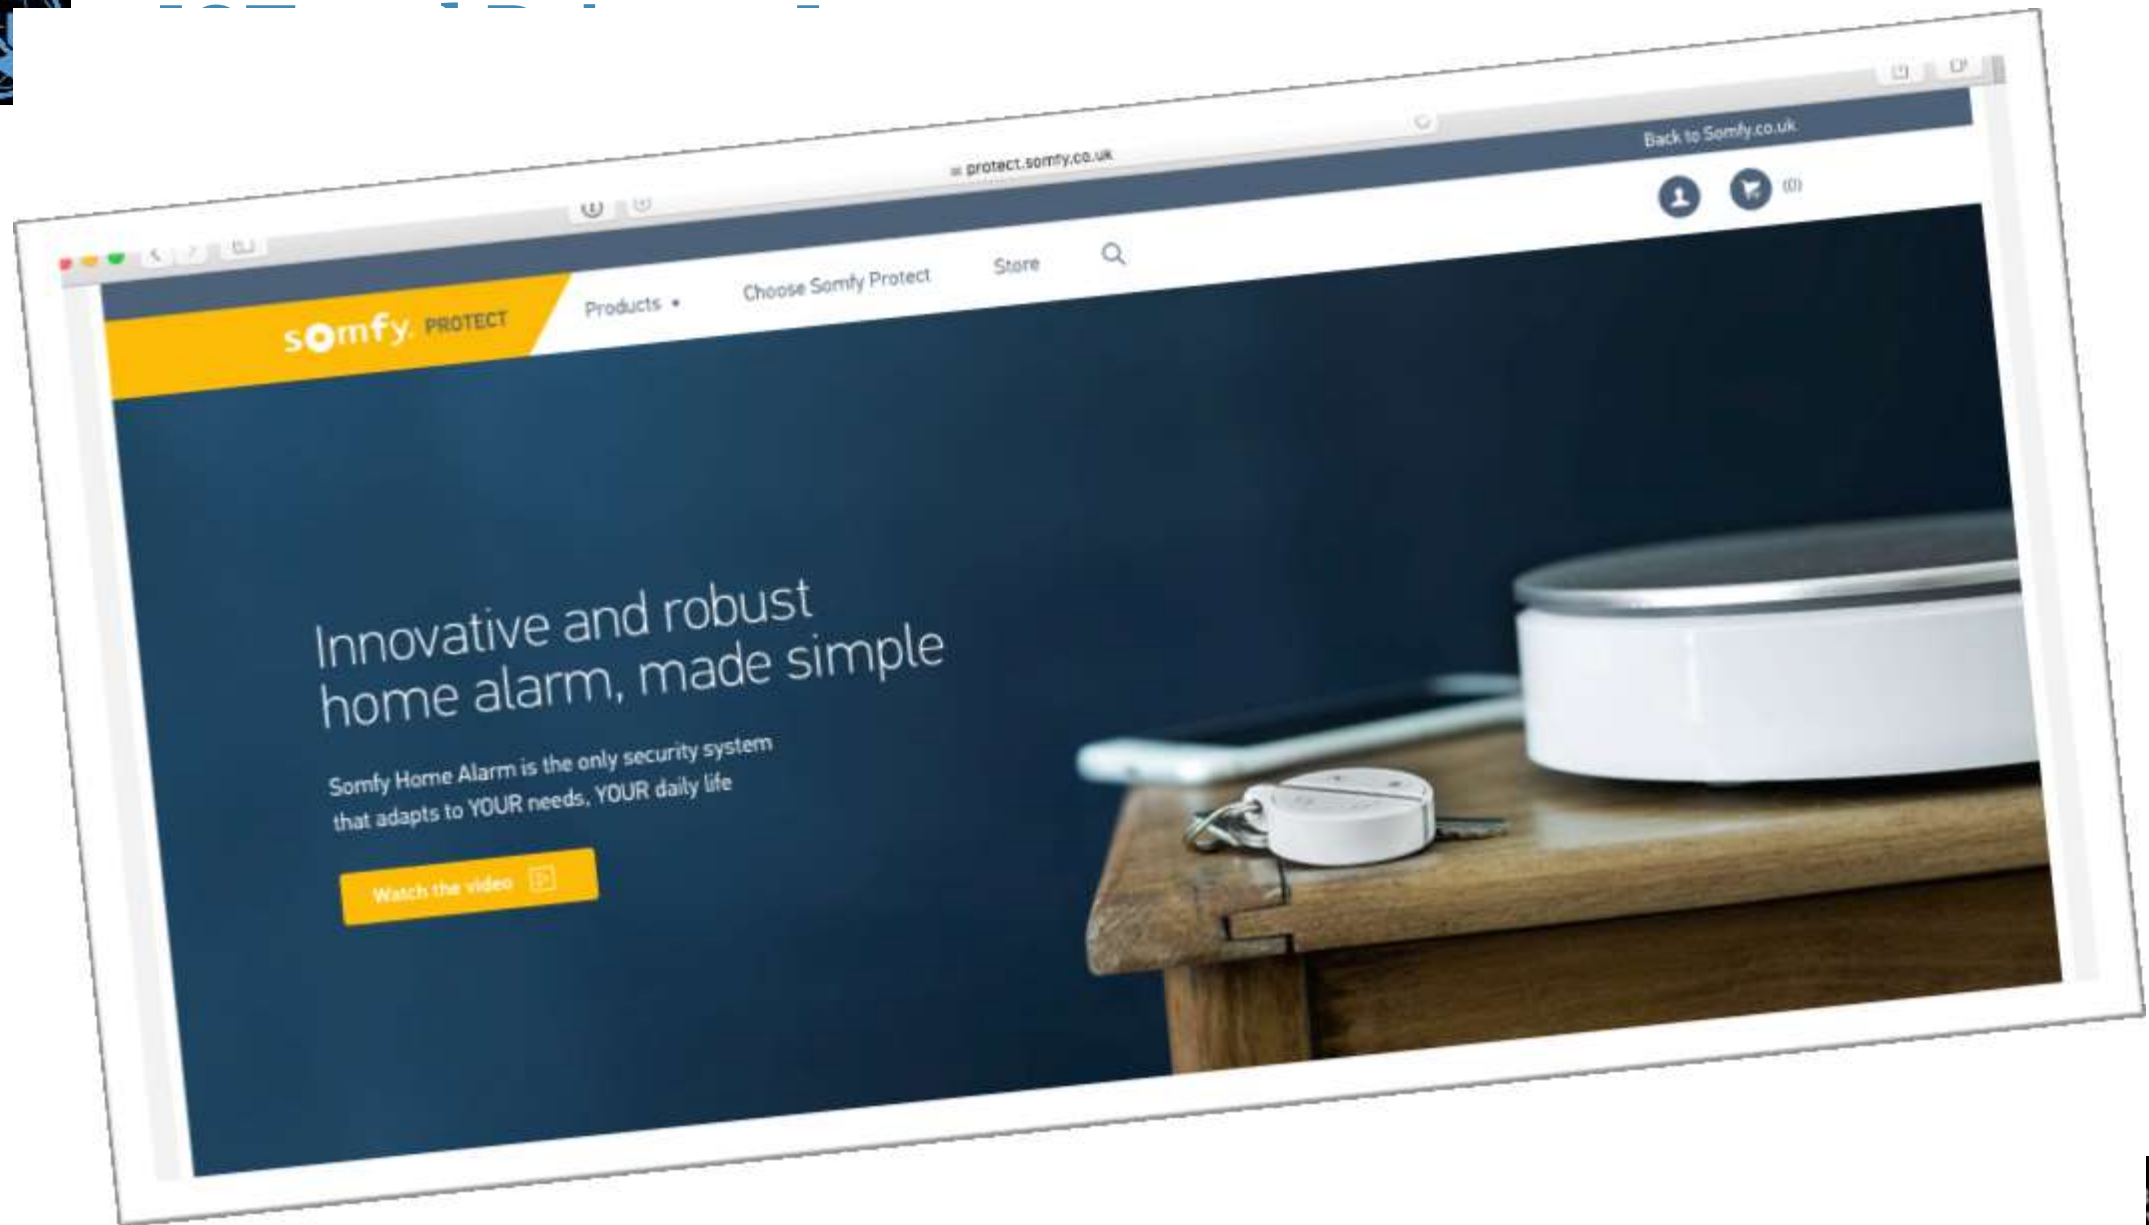 protect.somfy.co.uk
Back to Somfy.co.uk
somfy. PROTECT
Products
Choose Somfy Protect
Store
(0)
Innovative and robust
home alarm, made simple
Somfy Home Alarm is the only security system
that adapts to YOUR needs, YOUR daily life
Watch the video